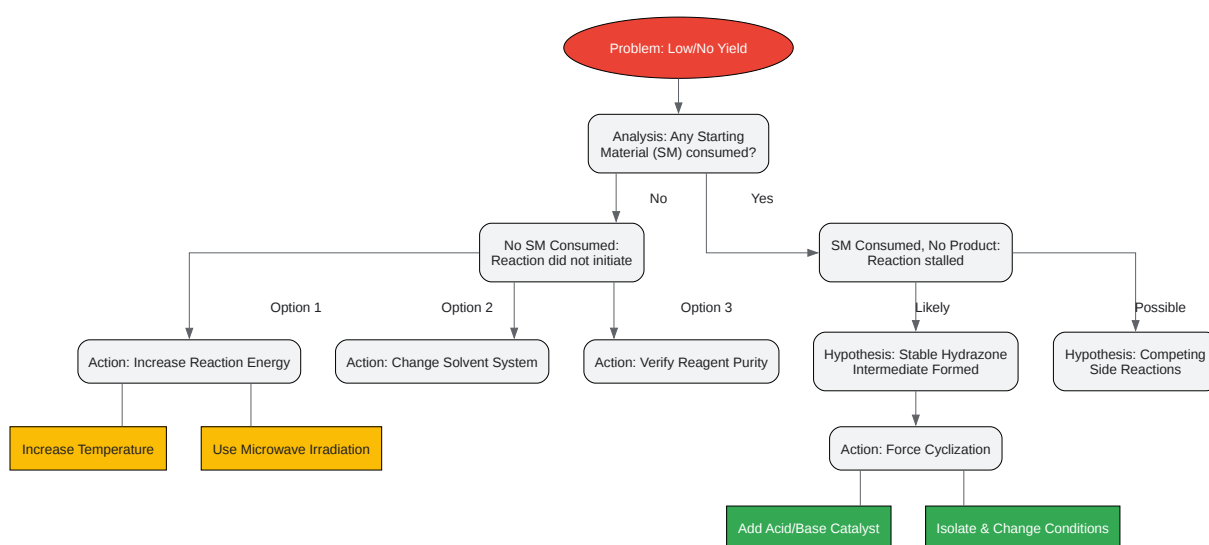 Problem: Low/No Yield
Analysis: Any Starting
Material (SM) consumed?
No
Yes
No SM Consumed:
Reaction did not initiate
SM Consumed, No Product:
Reaction stalled
Option 1
Option 2
Option 3
Likely
Possible
Action: Increase Reaction Energy
Action: Change Solvent System
Action: Verify Reagent Purity
Hypothesis: Stable Hydrazone
Intermediate Formed
Hypothesis: Competing
Side Reactions
Increase Temperature
Use Microwave Irradiation
Action: Force Cyclization
Add Acid/Base Catalyst
Isolate & Change Conditions